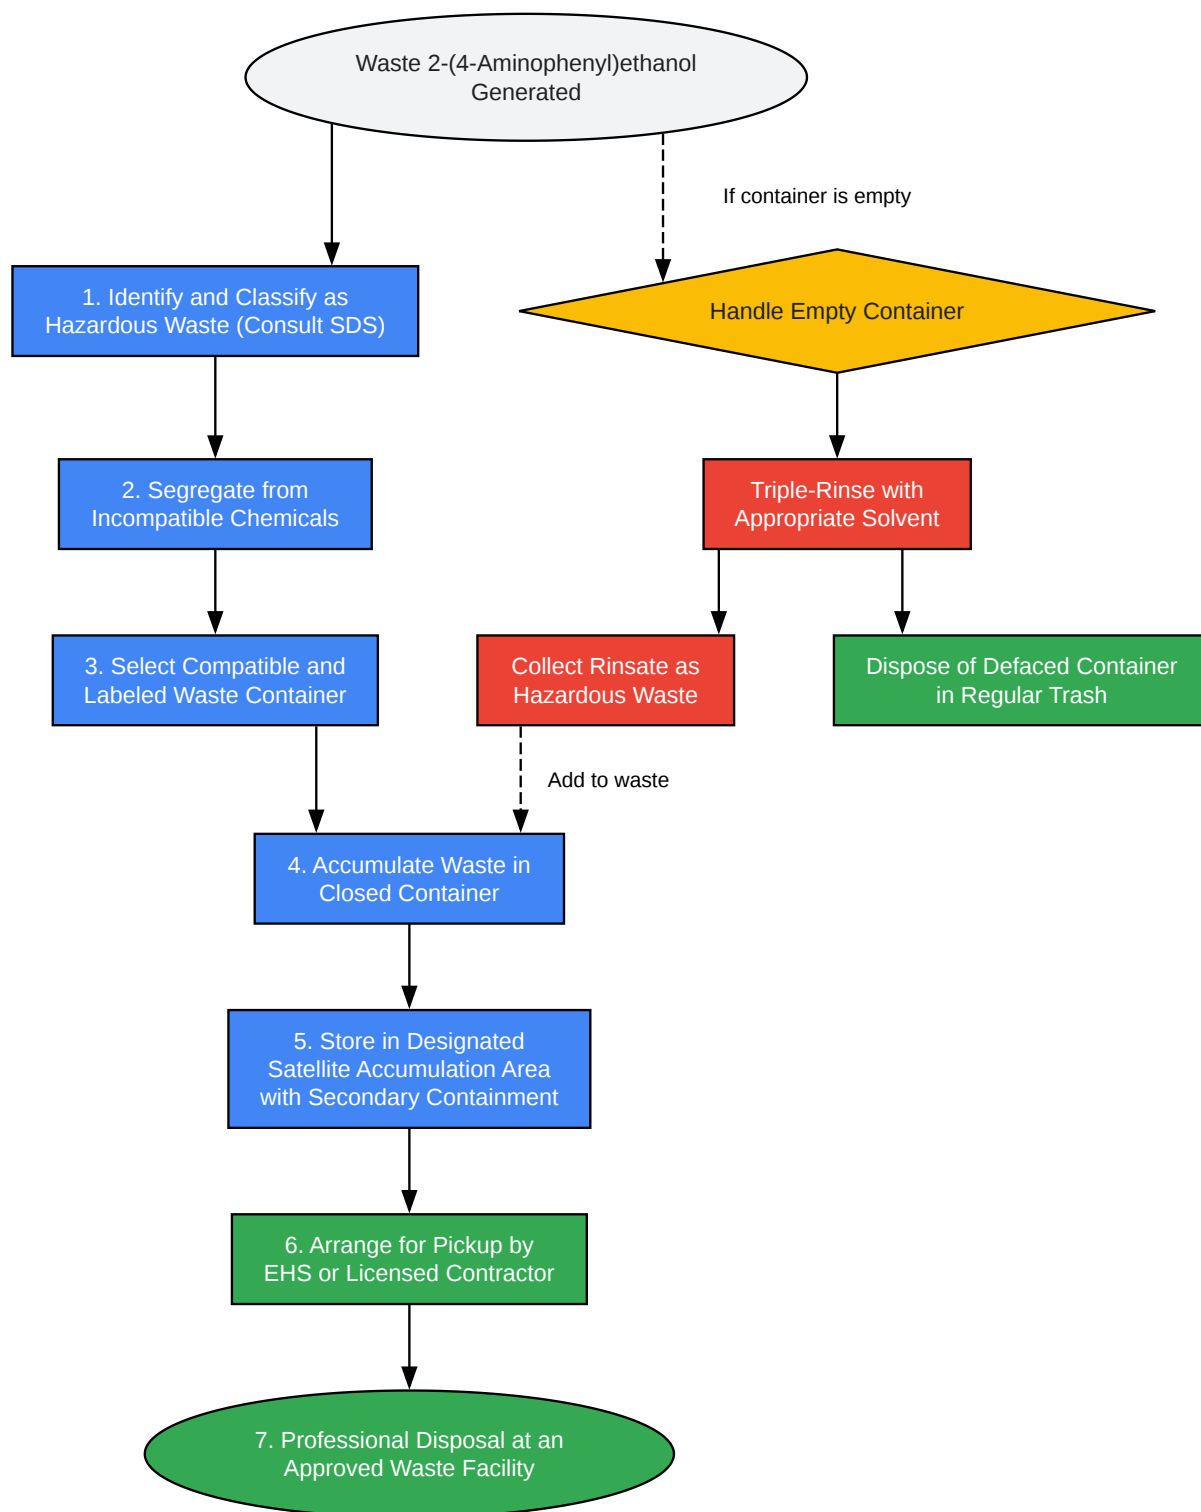 Waste 2-(4-Aminophenyl)ethanol
Generated
If container is empty
1. Identify and Classify as
Hazardous Waste (Consult SDS)
Handle Empty Container
2. Segregate from
Incompatible Chemicals
Triple-Rinse with
Appropriate Solvent
3. Select Compatible and
Labeled Waste Container
Collect Rinsate as
Hazardous Waste
Dispose of Defaced Container
in Regular Trash
Add to waste
4. Accumulate Waste in
Closed Container
5. Store in Designated
Satellite Accumulation Area
with Secondary Containment
6. Arrange for Pickup by
EHS or Licensed Contractor
7. Professional Disposal at an
Approved Waste Facility